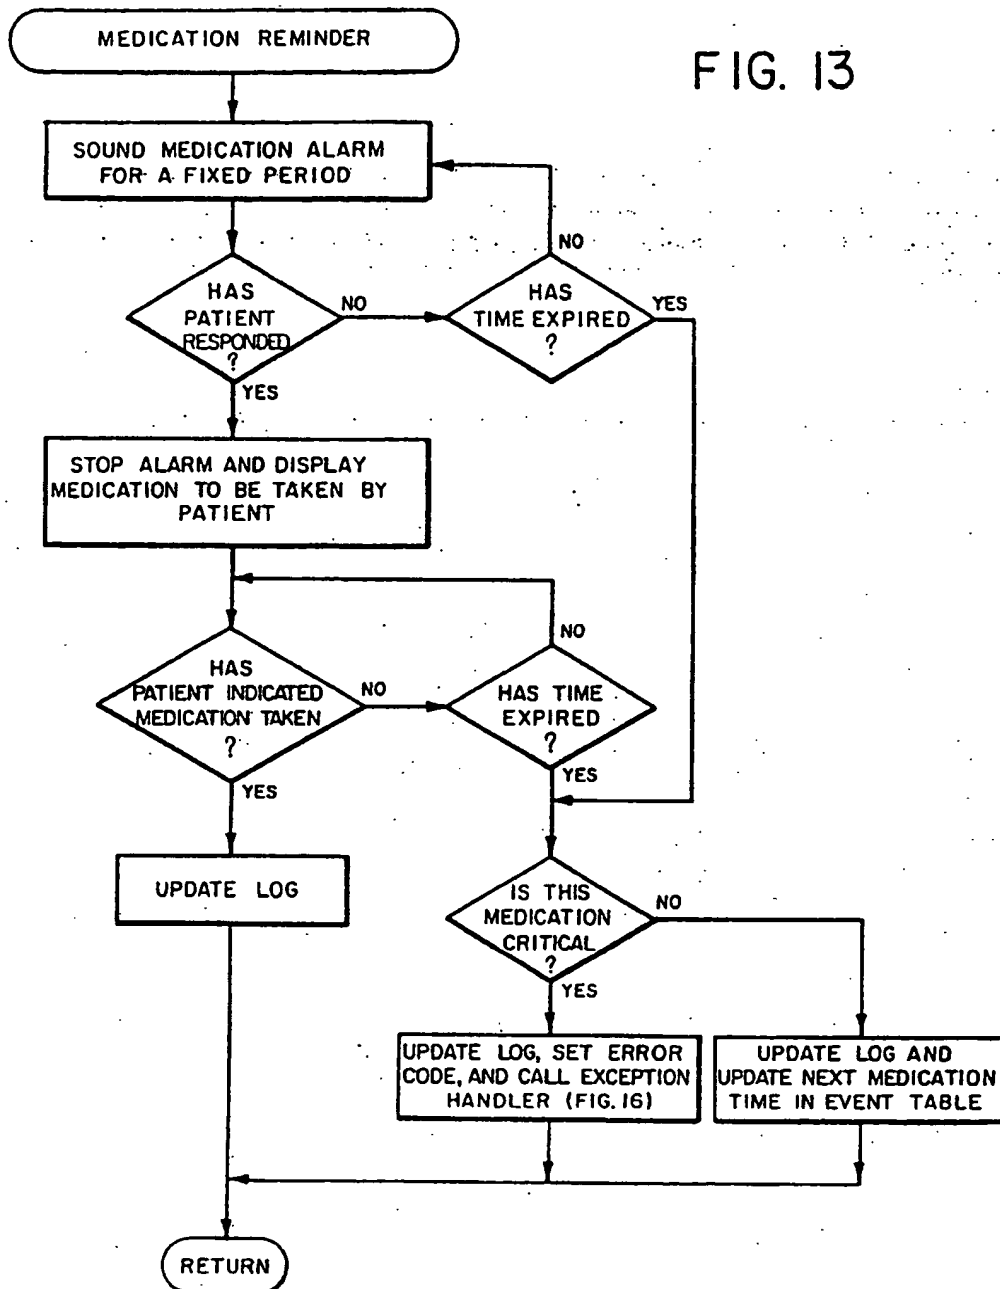 MEDICATION REMINDER
FIG. 13
SOUND MEDICATION ALARM
FOR A FIXED PERIOD
NO
HAS
PATIENT
RESPONDED
?
NO
HAS
TIME EXPIRED
?
YES
YES
STOP ALARM AND DISPLAY
MEDICATION TO BE TAKEN BY
PATIENT
NO
HAS
PATIENT INDICATED
MEDICATION TAKEN
?
NO
HAS TIME
EXPIRED
?
YES
YES
UPDATE LOG
IS THIS
MEDICATION
CRITICAL
?
NO
YES
UPDATE LOG, SET ERROR
CODE, AND CALL EXCEPTION
HANDLER (FIG. 16)
UPDATE LOG AND
UPDATE NEXT MEDICATION
TIME IN EVENT TABLE
RETURN